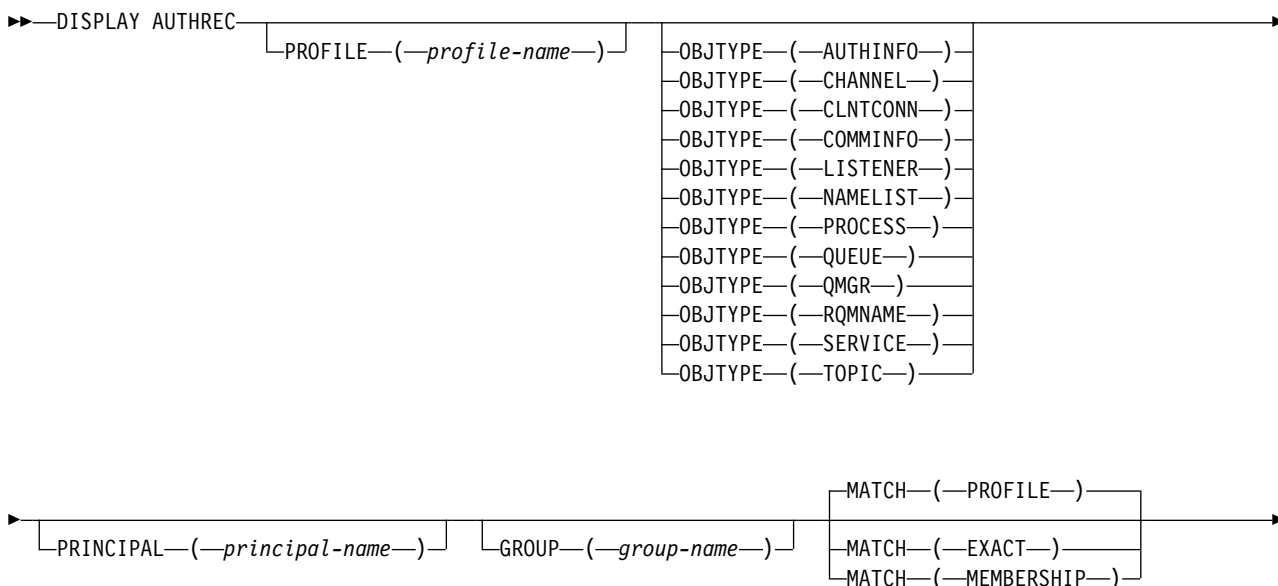 DISPLAY AUTHREC
PROFILE ( profile-name )
OBJTYPE ( AUTHINFO )
OBJTYPE ( CHANNEL )
OBJTYPE ( CLNTCONN )
OBJTYPE ( COMMINFO )
OBJTYPE ( LISTENER )
OBJTYPE ( NAMELIST )
OBJTYPE ( PROCESS )
OBJTYPE ( QUEUE )
OBJTYPE ( QMGR )
OBJTYPE ( RQMNAME )
OBJTYPE ( SERVICE )
OBJTYPE ( TOPIC )
PRINCIPAL ( principal-name )
GROUP ( group-name )
MATCH ( PROFILE )
MATCH ( EXACT )
MATCH ( MEMBERSHIP )